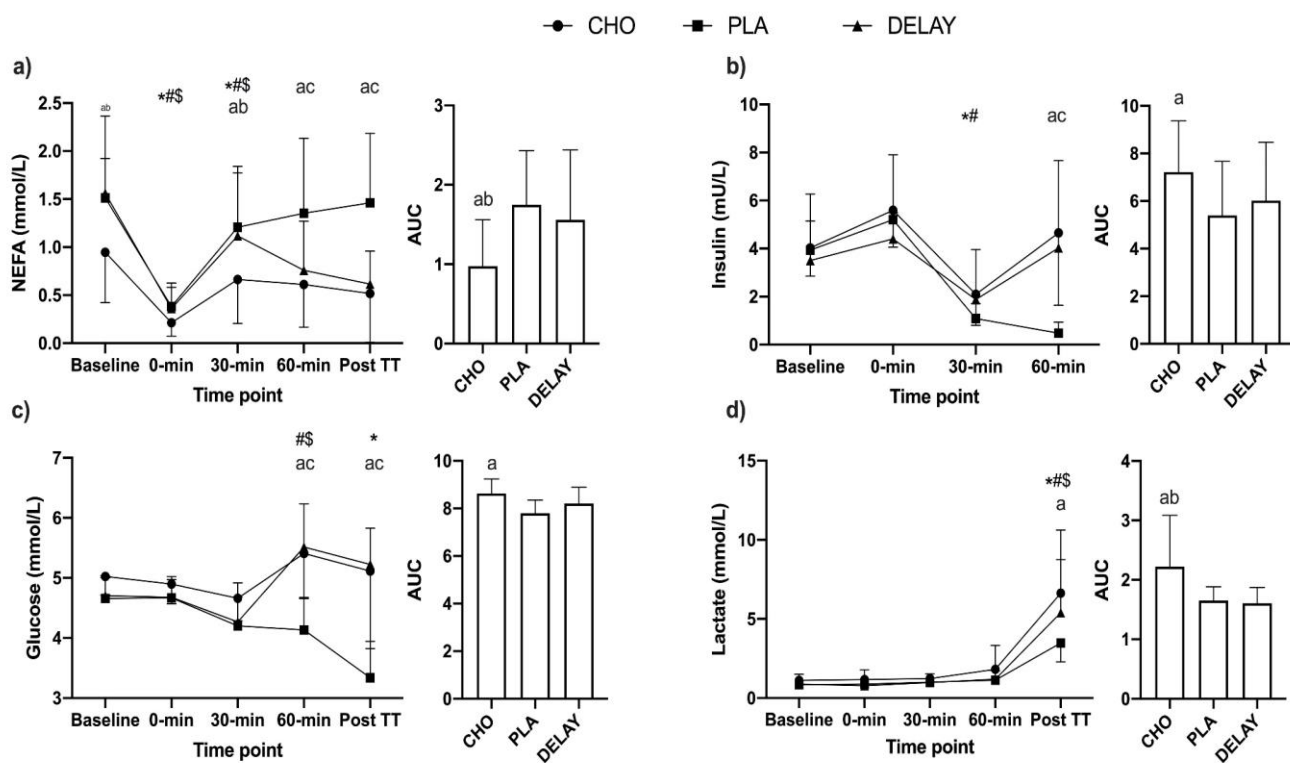 CHO PLA DELAY
a)
NEFA (mmol/L)
2.5
2.0
1.5
1.0
0.5
0.0
ab
*#$
*#$
ab
ac
ac
Baseline 0-min 30-min 60-min Post TT
Time point
AUC
3
2
1
0
ab
CHO PLA DELAY
b)
Insulin (mU/L)
10
8
6
4
2
0
*#
ac
Baseline 0-min 30-min 60-min
Time point
AUC
10
8
6
4
2
0
a
CHO PLA DELAY
c)
Glucose (mmol/L)
7
6
5
4
3
#$
ac
*
ac
Baseline 0-min 30-min 60-min Post TT
Time point
AUC
10
8
6
4
2
0
a
CHO PLA DELAY
d)
Lactate (mmol/L)
15
10
5
0
*#$
a
Baseline 0-min 30-min 60-min Post TT
Time point
AUC
4
3
2
1
0
ab
CHO PLA DELAY